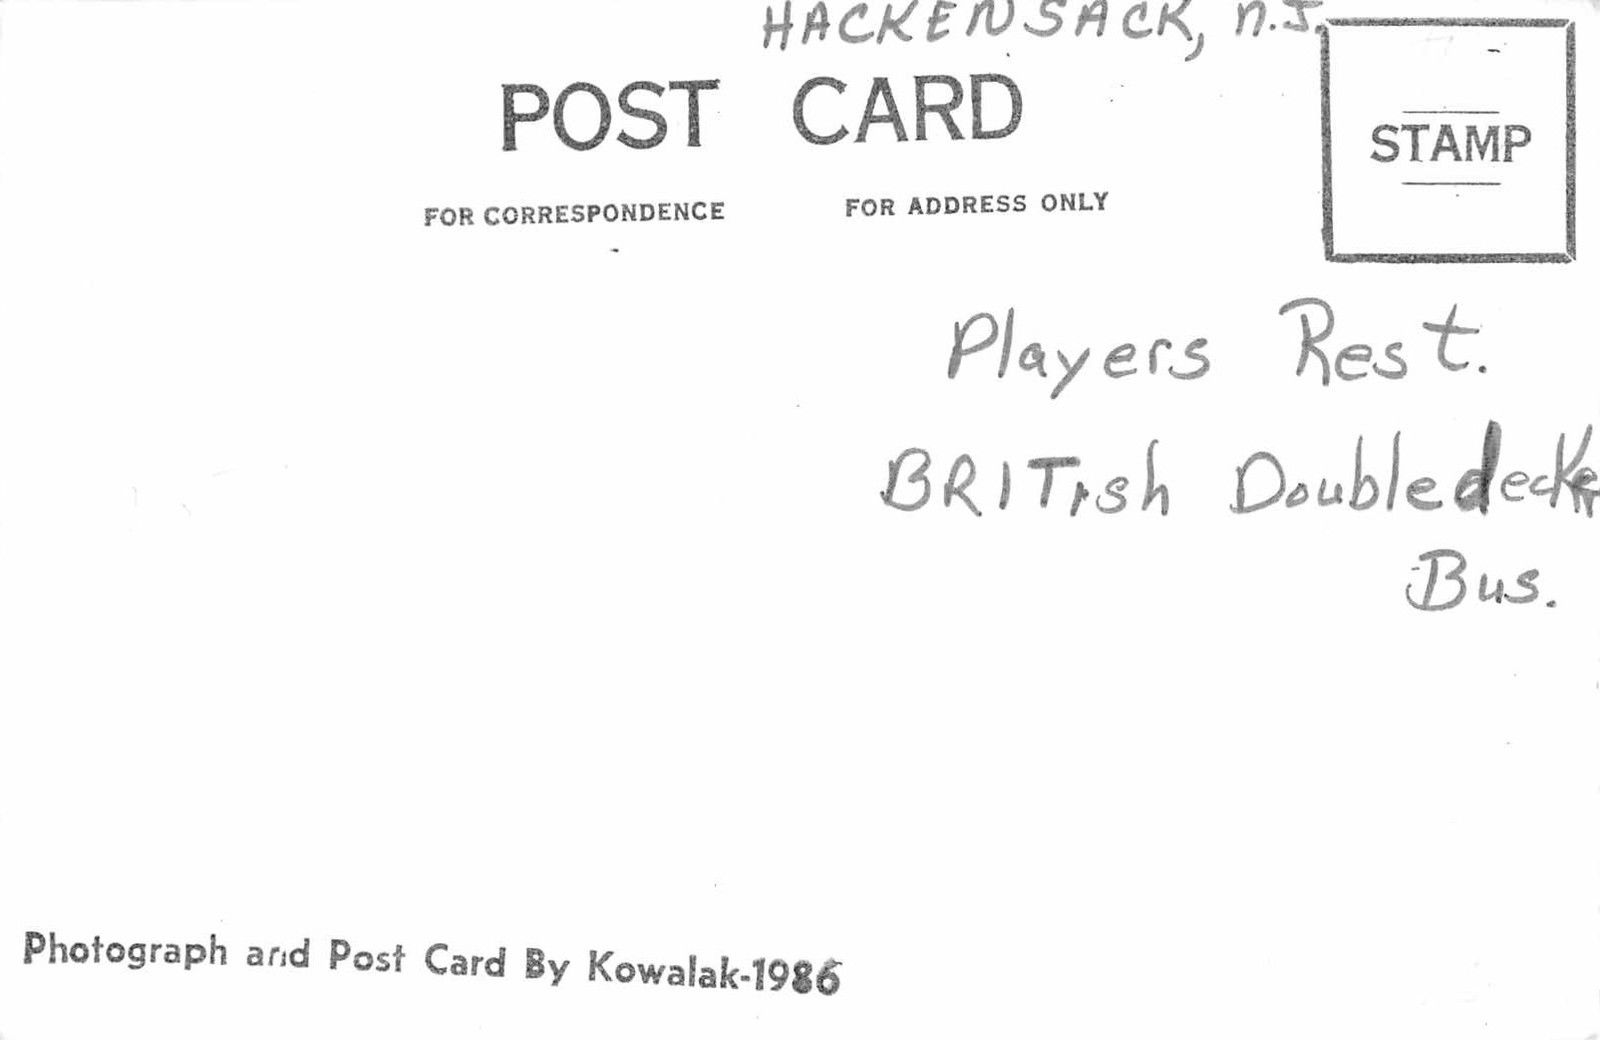 HACKENSACK, N.J.
POST CARD
STAMP
FOR CORRESPONDENCE
FOR ADDRESS ONLY
Players Rest.
BRITish Doubledecker
Bus.
Photograph and Post Card By Kowalak-1986